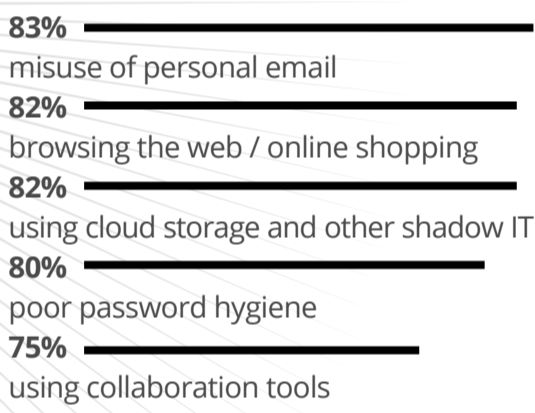 83%
misuse of personal email
82%
browsing the web / online shopping
82%
using cloud storage and other shadow IT
80%
poor password hygiene
75%
using collaboration tools